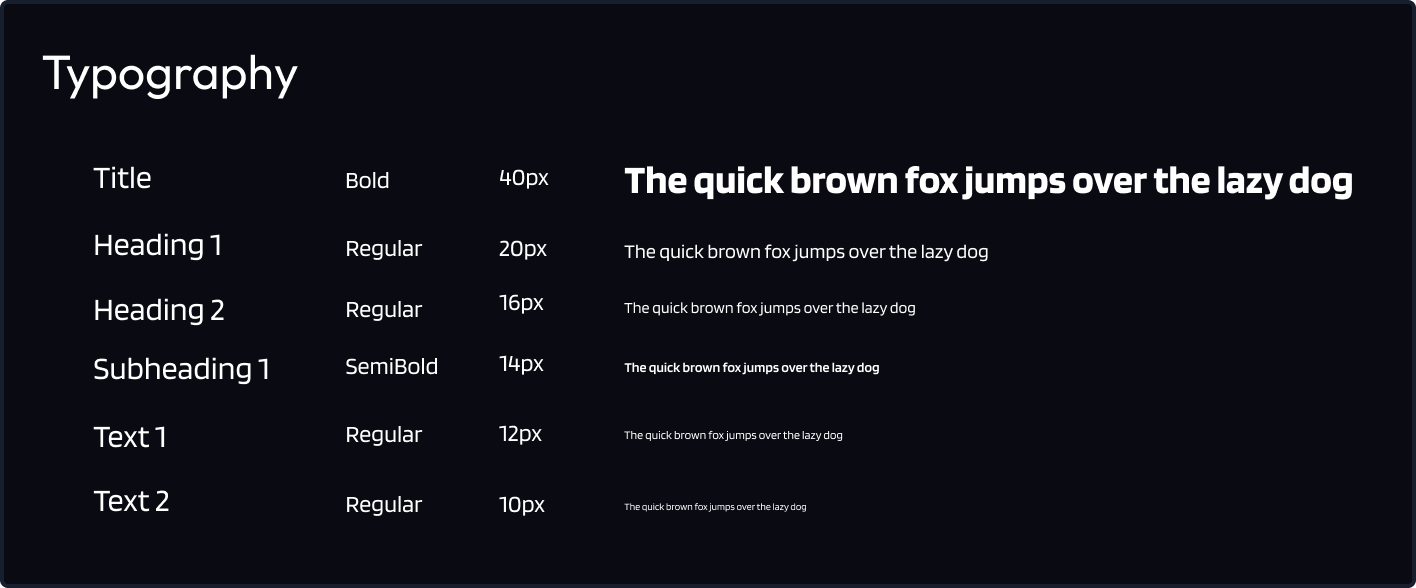 Typography
Title Bold 40px The quick brown fox jumps over the lazy dog
Heading 1 Regular 20px The quick brown fox jumps over the lazy dog
Heading 2 Regular 16px The quick brown fox jumps over the lazy dog
Subheading 1 SemiBold 14px The quick brown fox jumps over the lazy dog
Text 1 Regular 12px The quick brown fox jumps over the lazy dog
Text 2 Regular 10px The quick brown fox jumps over the lazy dog